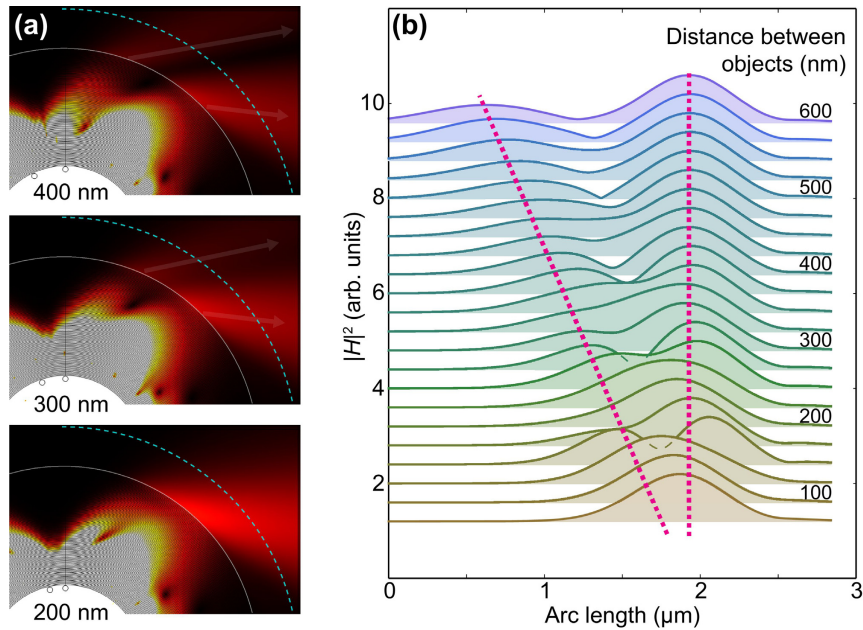 (a)
400 nm
300 nm
200 nm
(b)
Distance between
objects (nm)
600
500
400
300
200
100
10
8
6
4
2
|H|² (arb. units)
0
1
2
3
Arc length (µm)